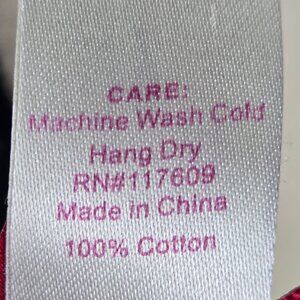 CARE:
Machine Wash Cold
Hang Dry
RN#117609
Made in China
100% Cotton